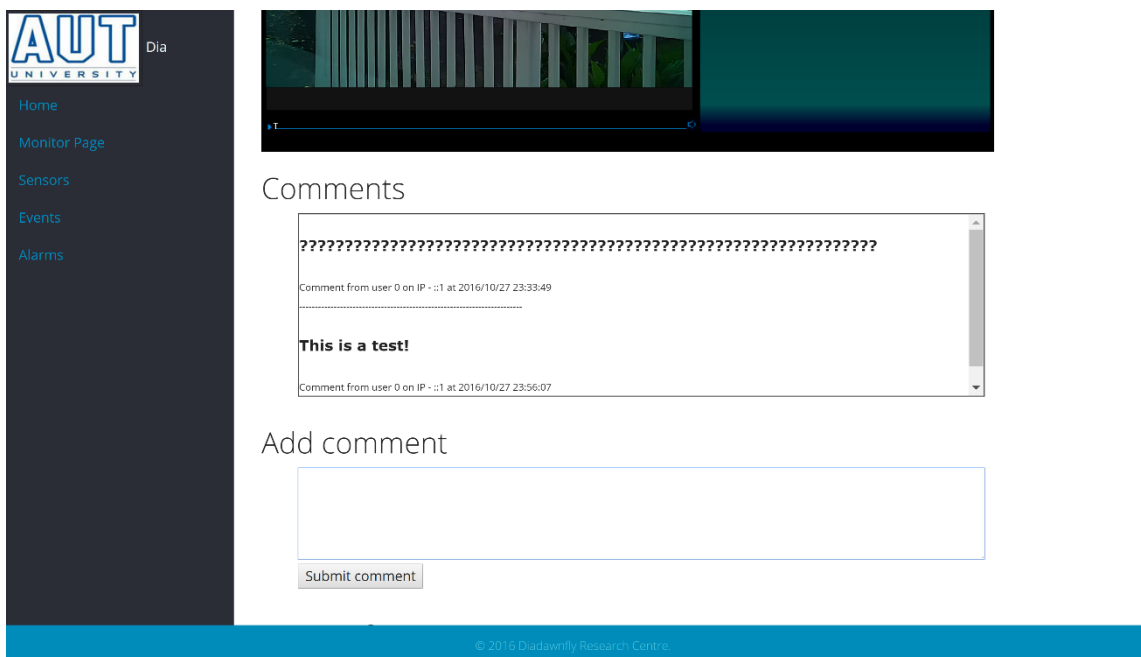 AUT
UNIVERSITY
Dia
Home
Monitor Page
Sensors
Events
Alarms
T
Comments
???????????????????????????????????????????????????????????????
Comment from user 0 on IP - ::1 at 2016/10/27 23:33:49
-----------------------------------------------------------------------
This is a test!
Comment from user 0 on IP - ::1 at 2016/10/27 23:56:07
Add comment
Submit comment
© 2016 Diadawnfly Research Centre.